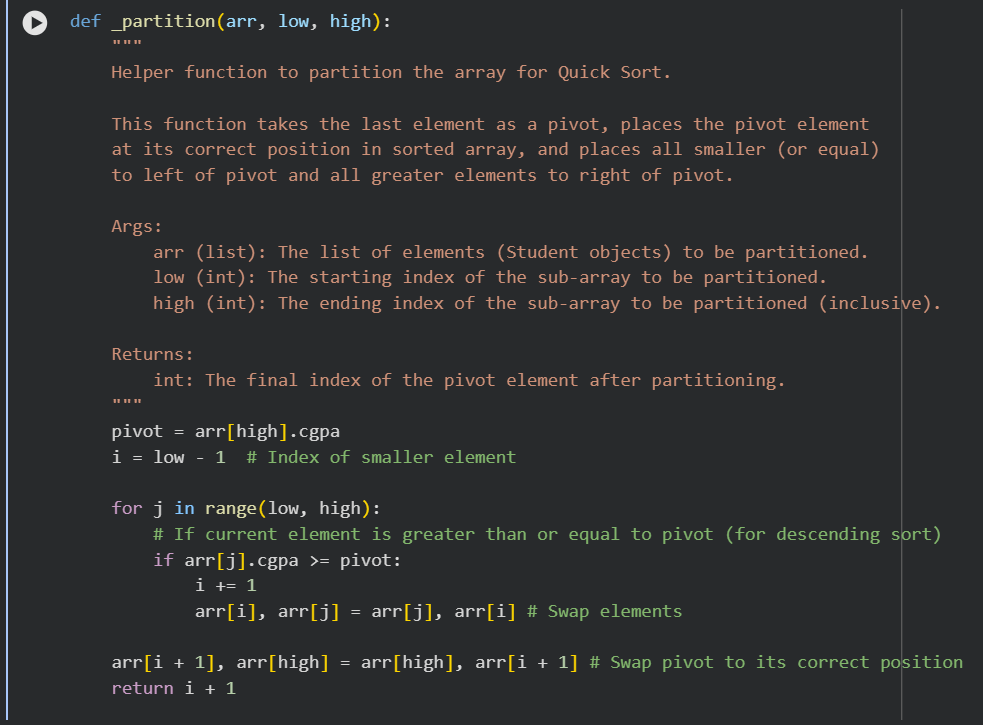 def _partition(arr, low, high):
    """
    Helper function to partition the array for Quick Sort.

    This function takes the last element as a pivot, places the pivot element
    at its correct position in sorted array, and places all smaller (or equal)
    to left of pivot and all greater elements to right of pivot.

    Args:
        arr (list): The list of elements (Student objects) to be partitioned.
        low (int): The starting index of the sub-array to be partitioned.
        high (int): The ending index of the sub-array to be partitioned (inclusive).

    Returns:
        int: The final index of the pivot element after partitioning.
    """
    pivot = arr[high].cgpa
    i = low - 1  # Index of smaller element

    for j in range(low, high):
        # If current element is greater than or equal to pivot (for descending sort)
        if arr[j].cgpa >= pivot:
            i += 1
            arr[i], arr[j] = arr[j], arr[i] # Swap elements

    arr[i + 1], arr[high] = arr[high], arr[i + 1] # Swap pivot to its correct position
    return i + 1